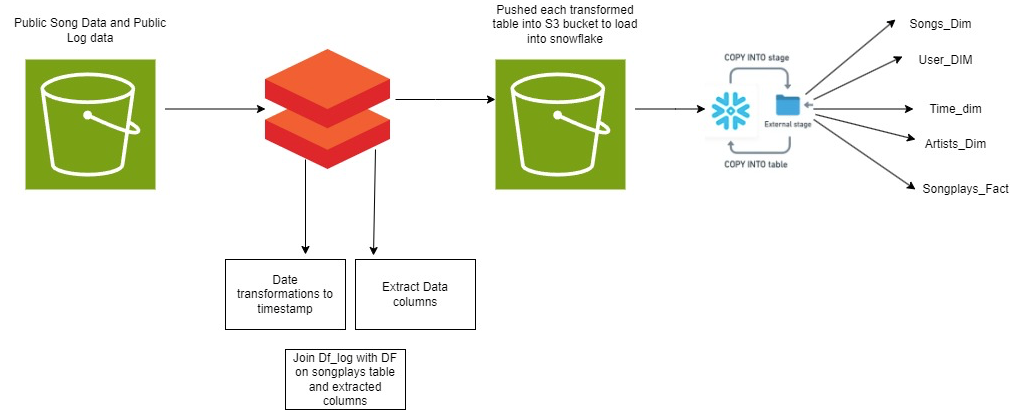 Public Song Data and Public
Log data
Pushed each transformed
table into S3 bucket to load
into snowflake
COPY INTO stage
External stage
COPY INTO table
Songs_Dim
User_DIM
Time_dim
Artists_Dim
Songplays_Fact
Date
transformations to
timestamp
Extract Data
columns
Join Df_log with DF
on songplays table
and extracted
columns